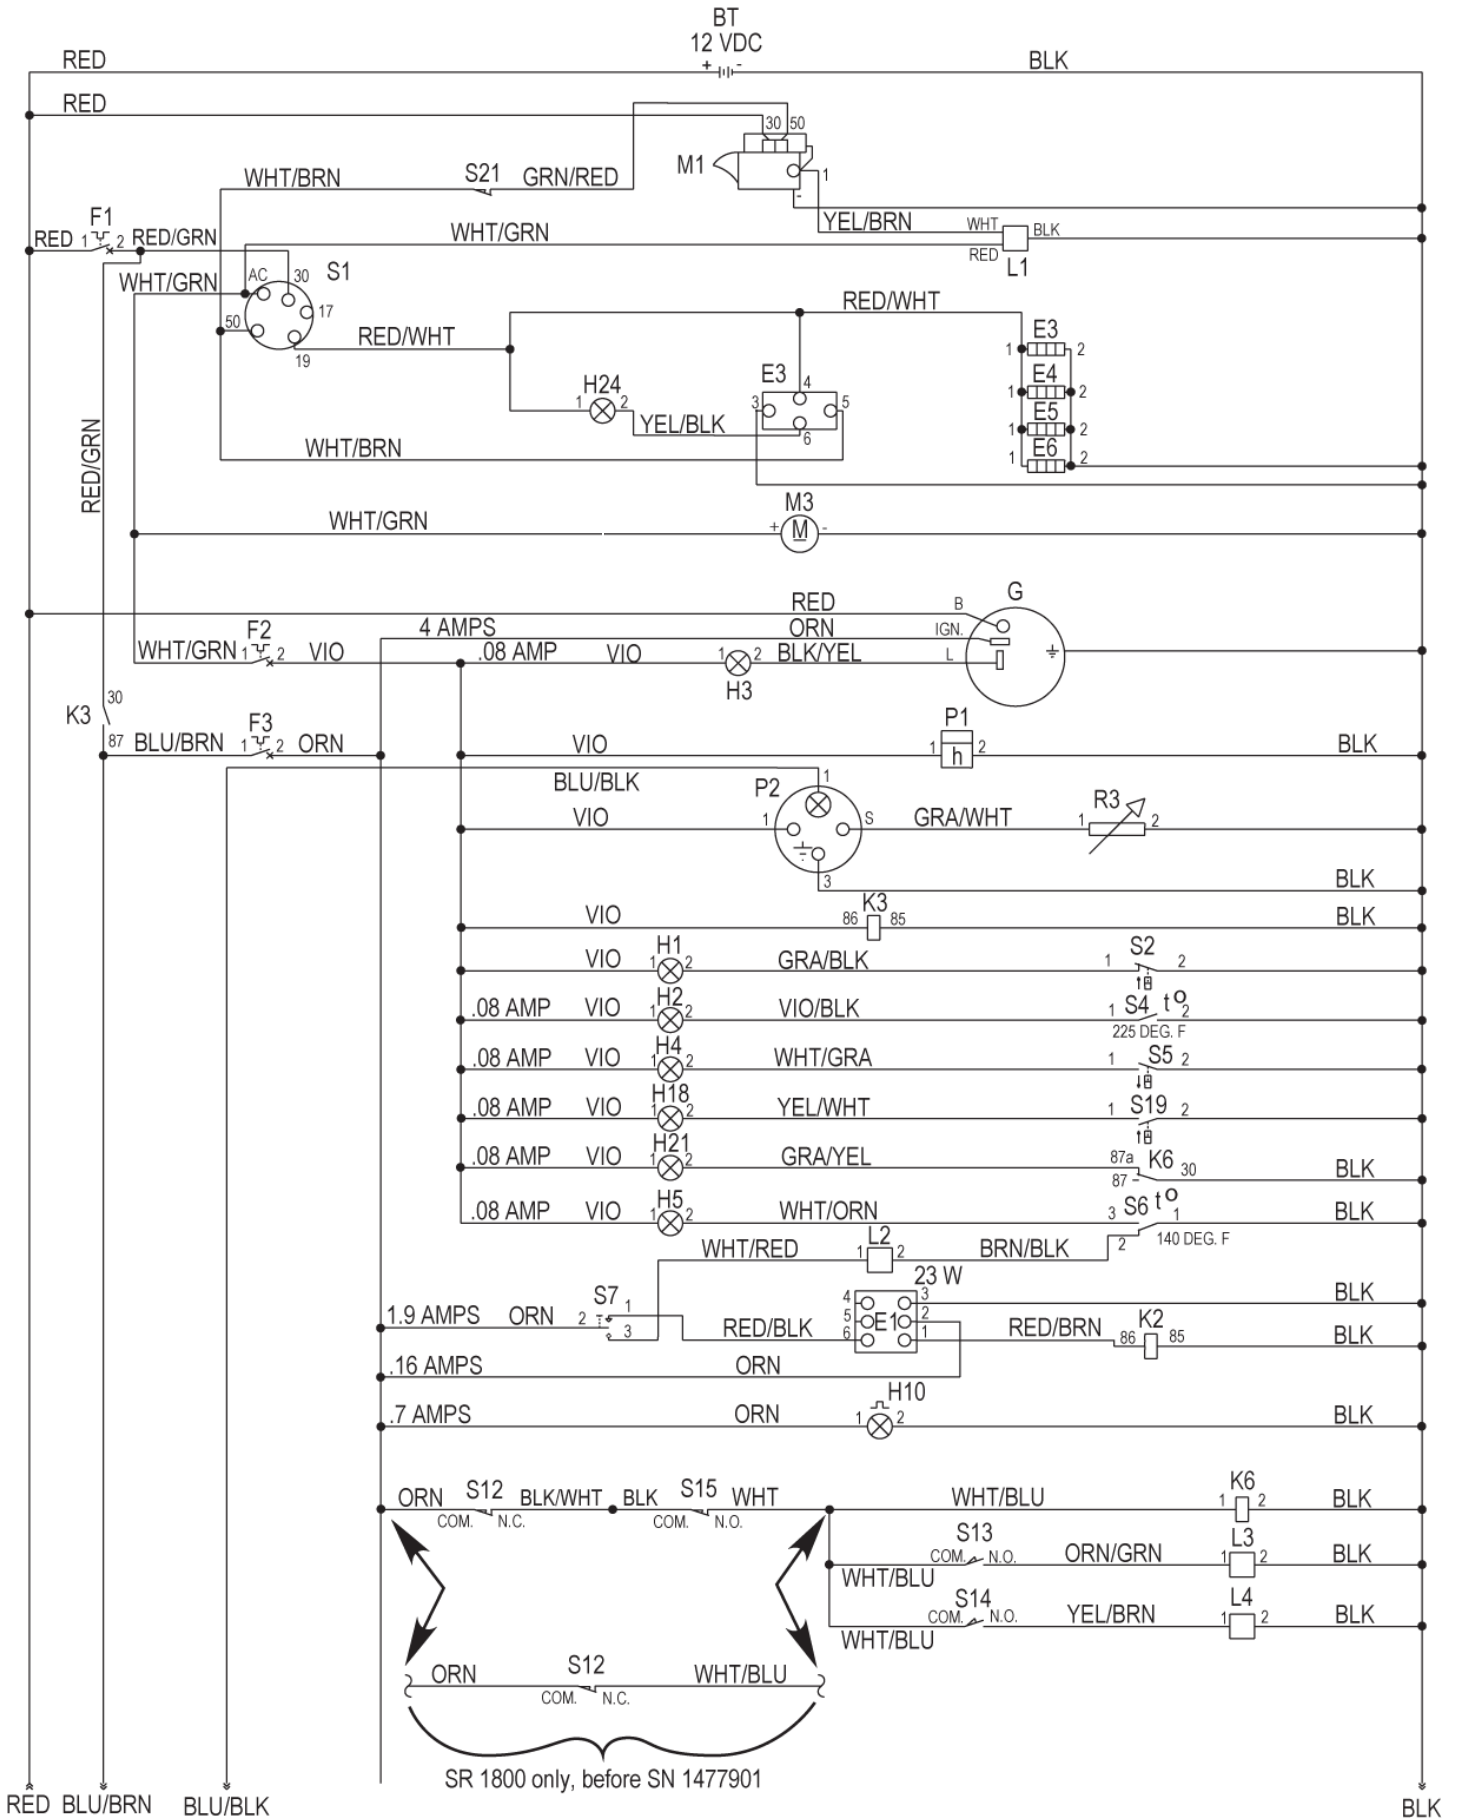 BT
12 VDC
+ -
RED BLK
RED
30 50
M1 1
-
WHT/BRN S21 GRN/RED
F1
RED 1 2 RED/GRN WHT/GRN YEL/BRN WHT BLK
RED
L1
WHT/GRN AC 30 S1
17
50
19
RED/WHT RED/WHT
E3
1 2
E4
1 2
E5
1 2
E6
1 2
H24
1 2 YEL/BLK
E3
4
3 5
6
RED/GRN
WHT/BRN
M3
WHT/GRN + M -
G
RED B
4 AMPS ORN IGN.
F2
WHT/GRN 1 2 VIO .08 AMP VIO 1 2 BLK/YEL L
H3
30
K3
87 BLU/BRN F3
1 2 ORN
P1
VIO 1 h 2 BLK
BLU/BLK
P2 1
VIO 1 S GRA/WHT R3
1 2
3 BLK
K3
VIO 86 85 BLK
H1
VIO 1 2 GRA/BLK 1 S2 2
H2
.08 AMP VIO 1 2 VIO/BLK 1 S4 tO 2
225 DEG. F
H4
.08 AMP VIO 1 2 WHT/GRA 1 S5 2
H18
.08 AMP VIO 1 2 YEL/WHT 1 S19 2
H21
.08 AMP VIO 1 2 GRA/YEL 87a K6 30 BLK
87
H5
.08 AMP VIO 1 2 WHT/ORN 3 S6 tO 1 BLK
2 140 DEG. F
WHT/RED L2
1 2 BRN/BLK
23 W
S7
1.9 AMPS ORN 2 1
3
RED/BLK
4 3 BLK
5 E1 2
6 1
RED/BRN K2
86 85 BLK
.16 AMPS ORN
H10
.7 AMPS ORN 1 2 BLK
ORN S12 BLK/WHT BLK S15 WHT WHT/BLU K6
1 2 BLK
COM. N.C. COM. N.O.
S13
COM. N.O. ORN/GRN L3
1 2 BLK
WHT/BLU
S14
COM. N.O. YEL/BRN L4
1 2 BLK
WHT/BLU
ORN S12 WHT/BLU
COM. N.C.
SR 1800 only, before SN 1477901
RED BLU/BRN BLU/BLK BLK